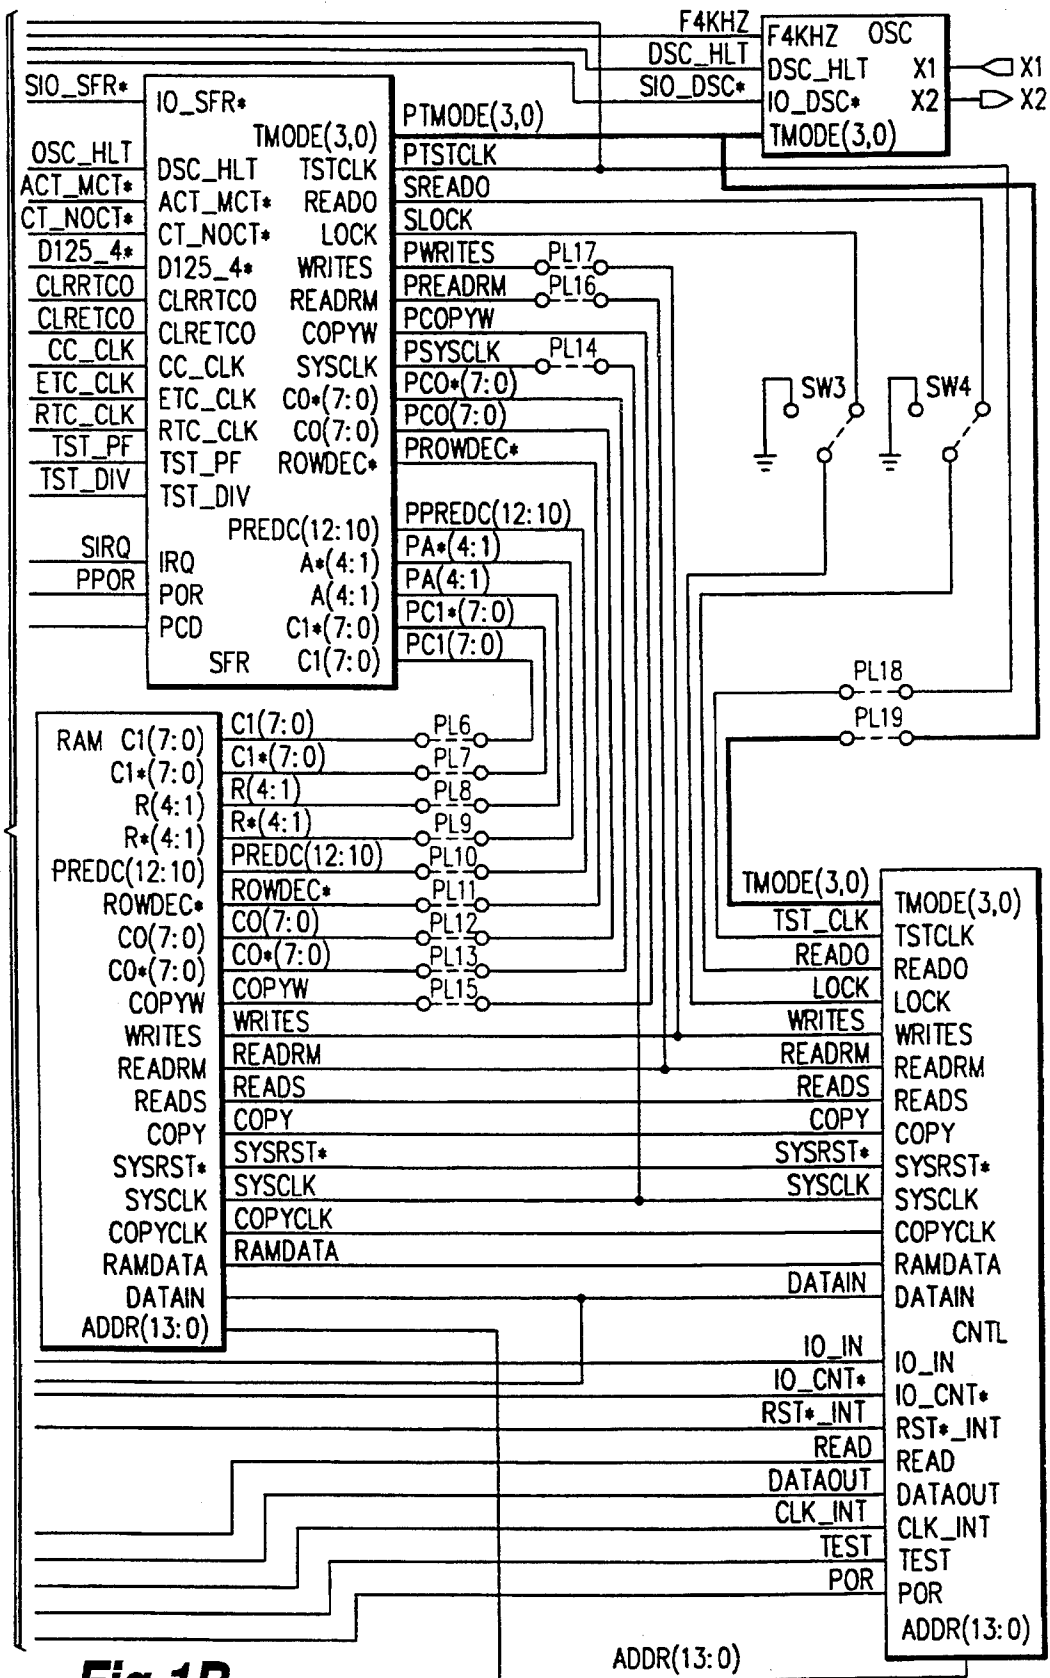 F4KHZ
DSC_HLT
SIO_DSC*
F4KHZ OSC
DSC_HLT X1
IO_DSC* X2
TMODE(3,0)
X1
X2
SIO_SFR*
OSC_HLT
ACT_MCT*
CT_NOCT*
D125_4*
CLRRTCO
CLRETCO
CC_CLK
ETC_CLK
RTC_CLK
TST_PF
TST_DIV
SIRQ
PPOR
IO_SFR*
TMODE(3,0)
DSC_HLT TSTCLK
ACT_MCT* READO
CT_NOCT* LOCK
D125_4* WRITES
CLRRTCO READRM
CLRETCO COPYW
CC_CLK SYSCLK
ETC_CLK CO*(7:0)
RTC_CLK CO(7:0)
TST_PF ROWDEC*
TST_DIV
PREDC(12:10)
IRQ A*(4:1)
POR A(4:1)
PCD C1*(7:0)
SFR C1(7:0)
PTMODE(3,0)
PTSTCLK
SREADO
SLOCK
PWRITES PL17
PREADRM PL16
PCOPYW
PSYSCLK PL14
PCO*(7:0)
PCO(7:0)
PROWDEC*
PPREDC(12:10)
PA*(4:1)
PA(4:1)
PC1*(7:0)
PC1(7:0)
SW3 SW4
PL18
PL19
RAM C1(7:0)
C1*(7:0)
R(4:1)
R*(4:1)
PREDC(12:10)
ROWDEC*
CO(7:0)
CO*(7:0)
COPYW
WRITES
READRM
READS
COPY
SYSRST*
SYSCLK
COPYCLK
RAMDATA
DATAIN
ADDR(13:0)
C1(7:0) PL6
C1*(7:0) PL7
R(4:1) PL8
R*(4:1) PL9
PREDC(12:10) PL10
ROWDEC* PL11
CO(7:0) PL12
CO*(7:0) PL13
COPYW PL15
WRITES
READRM
READS
COPY
SYSRST*
SYSCLK
COPYCLK
RAMDATA
TMODE(3,0)
TST_CLK
READO
LOCK
WRITES
READRM
READS
COPY
SYSRST*
SYSCLK
DATAIN
IO_IN
IO_CNT*
RST*_INT
READ
DATAOUT
CLK_INT
TEST
POR
TMODE(3,0)
TSTCLK
READO
LOCK
WRITES
READRM
READS
COPY
SYSRST*
SYSCLK
COPYCLK
RAMDATA
DATAIN
CNTL
IO_IN
IO_CNT*
RST*_INT
READ
DATAOUT
CLK_INT
TEST
POR
ADDR(13:0)
ADDR(13:0)